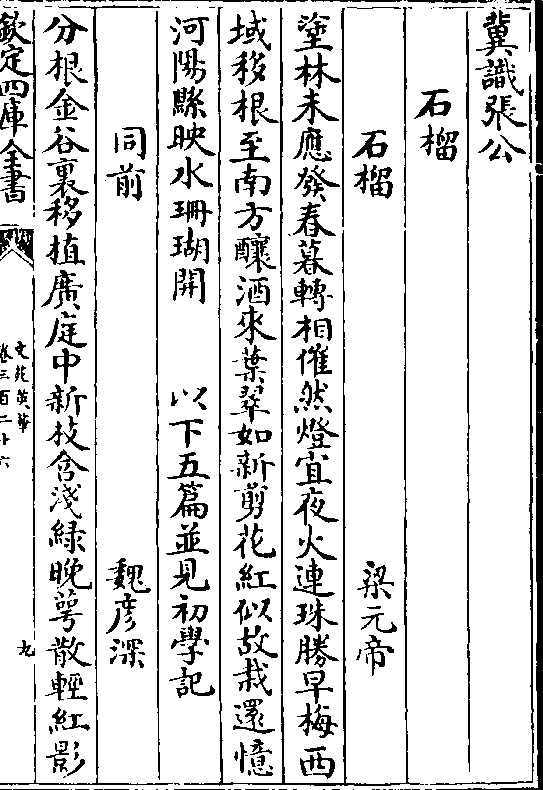 冀識張公
石榴
石榴 梁元帝
塗林未應發春暮轉相催然燈宜夜火連珠勝早梅西
域移根至南方釀酒來葉翠如新剪花紅似故栽還憶
河陽縣映水珊瑚開 以下五篇並見初學記
同前 魏彦深
分根金谷裏移植廣庭中新枝含淺緑晚萼散輕紅影
欽定四庫全書
文苑英華
卷三百二十六
九